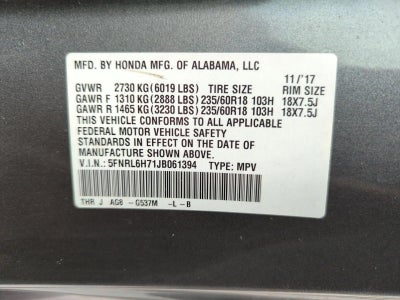 MFD. BY HONDA MFG. OF ALABAMA, LLC
11/'17
GVWR 2730 KG (6019 LBS) TIRE SIZE RIM SIZE
GAWR F 1310 KG (2888 LBS) 235/60R18 103H 18X7.5J
GAWR R 1465 KG (3230 LBS) 235/60R18 103H 18X7.5J
THIS VEHICLE CONFORMS TO ALL APPLICABLE
FEDERAL MOTOR VEHICLE SAFETY
STANDARDS IN EFFECT ON THE DATE OF
MANUFACTURE SHOWN ABOVE.
V.I.N.: 5FNRL6H71JB061394 TYPE: MPV
THR J AG8 -G537M -L-B